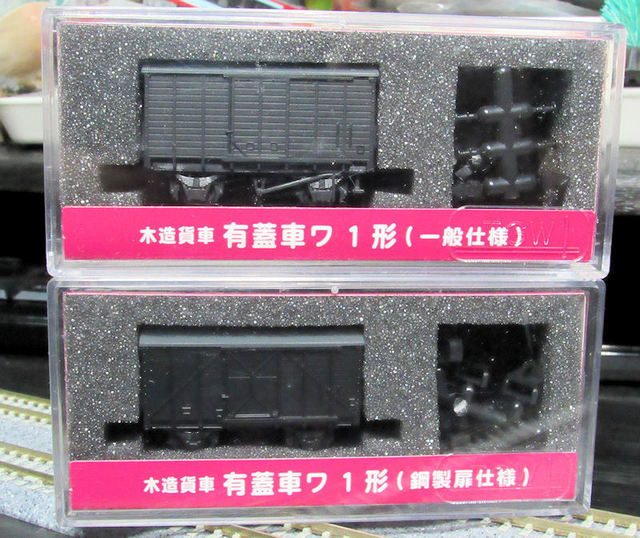 木造貨車 有蓋車ワ 1 形 ( 一般仕様 )
木造貨車 有蓋車ワ 1 形 ( 鋼製扉仕様 )